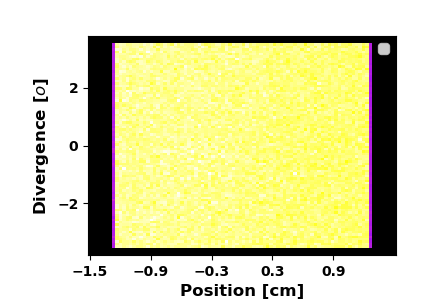 Divergence [o]
2
0
−2
−1.5 −0.9 −0.3 0.3 0.9
Position [cm]